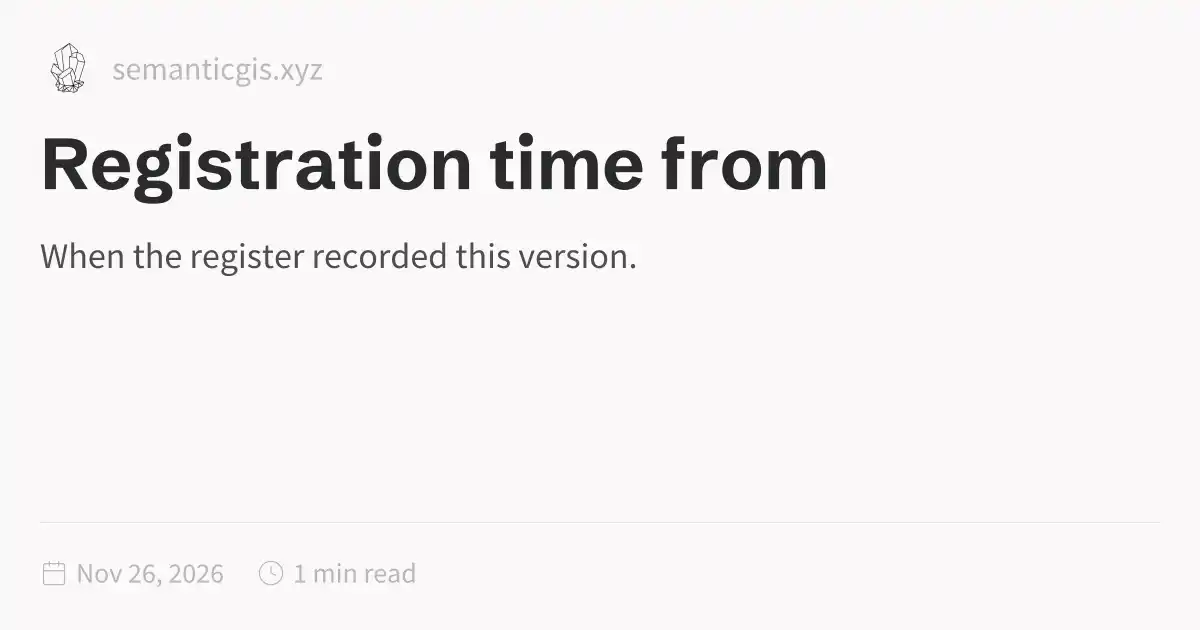 semanticgis.xyz
Registration time from
When the register recorded this version.
Nov 26, 2026 1 min read